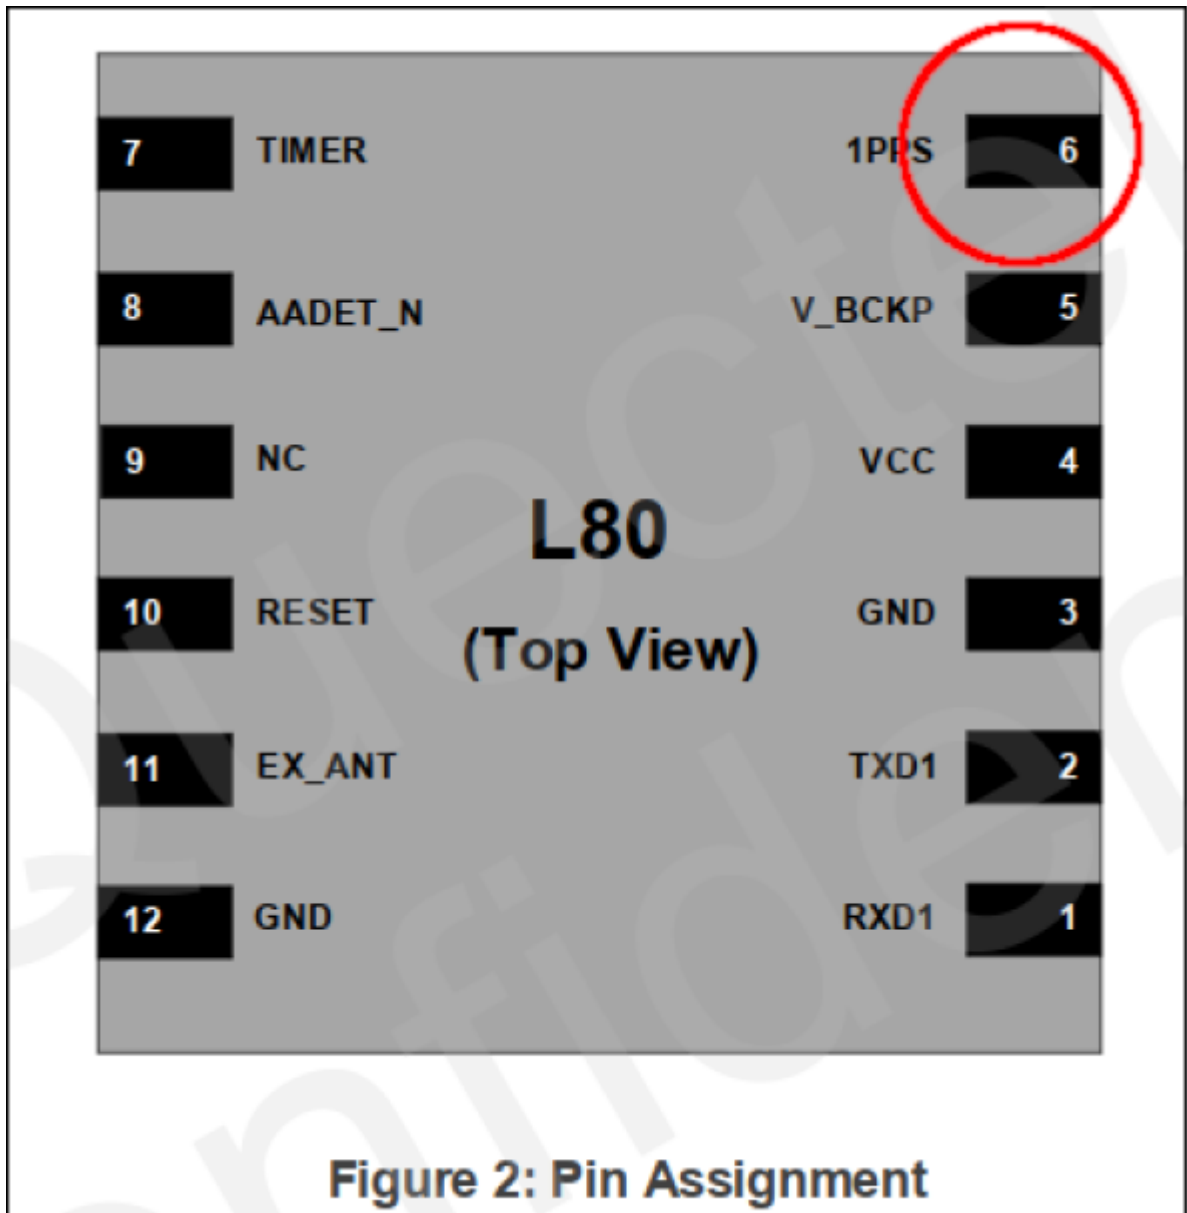 7 TIMER 1PPS 6
8 AADET_N V_BCKP 5
9 NC VCC 4
L80
10 RESET GND 3
(Top View)
11 EX_ANT TXD1 2
12 GND RXD1 1
Figure 2: Pin Assignment
Quectel